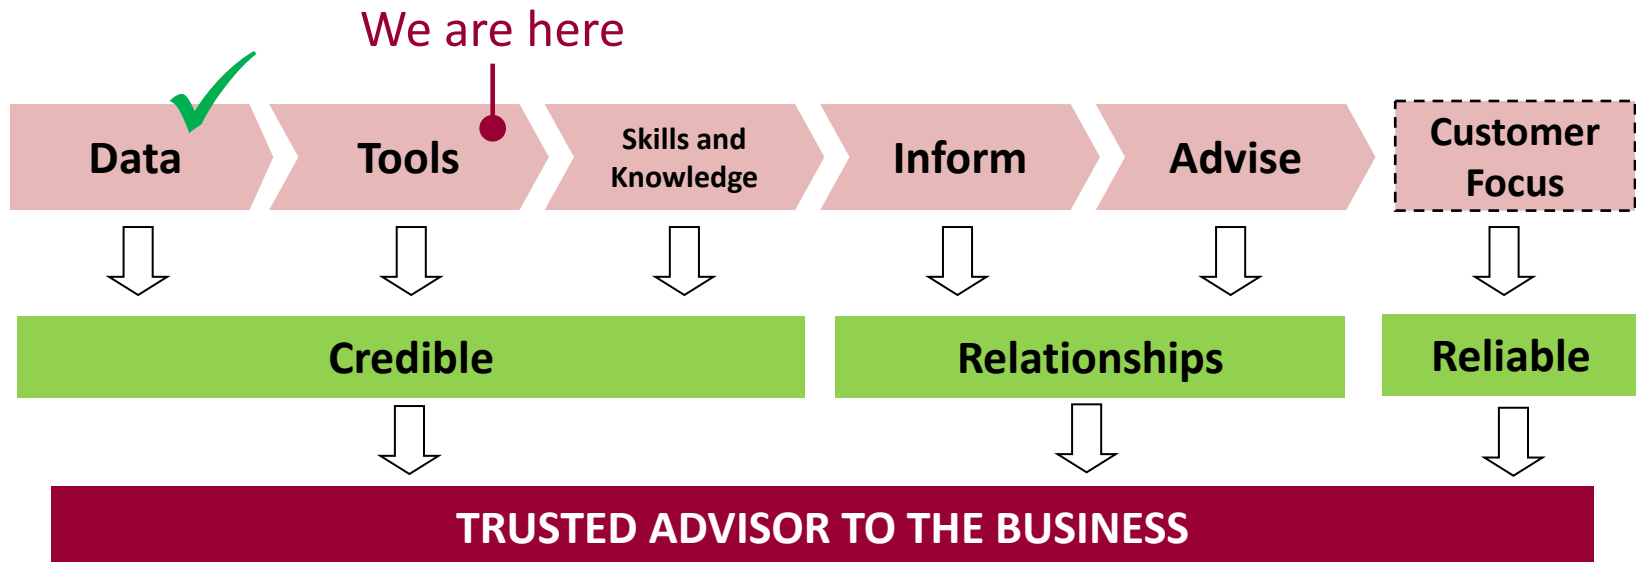 We are here
Data
Tools
Skills and
Knowledge
Inform
Advise
Customer
Focus
Credible
Relationships
Reliable
TRUSTED ADVISOR TO THE BUSINESS